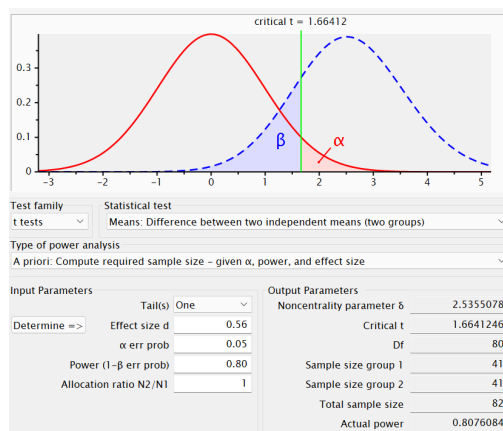 critical t = 1.66412
0.3
0.2
0.1
0
β
α
-3 -2 -1 0 1 2 3 4 5
Test family
Statistical test
t tests
Means: Difference between two independent means (two groups)
Type of power analysis
A priori: Compute required sample size – given α, power, and effect size
Input Parameters
Output Parameters
Tail(s) One
Noncentrality parameter δ 2.5355078
Determine => Effect size d 0.56
Critical t 1.6641246
α err prob 0.05
Df 80
Power (1-β err prob) 0.80
Sample size group 1 41
Allocation ratio N2/N1 1
Sample size group 2 41
Total sample size 82
Actual power 0.8076084